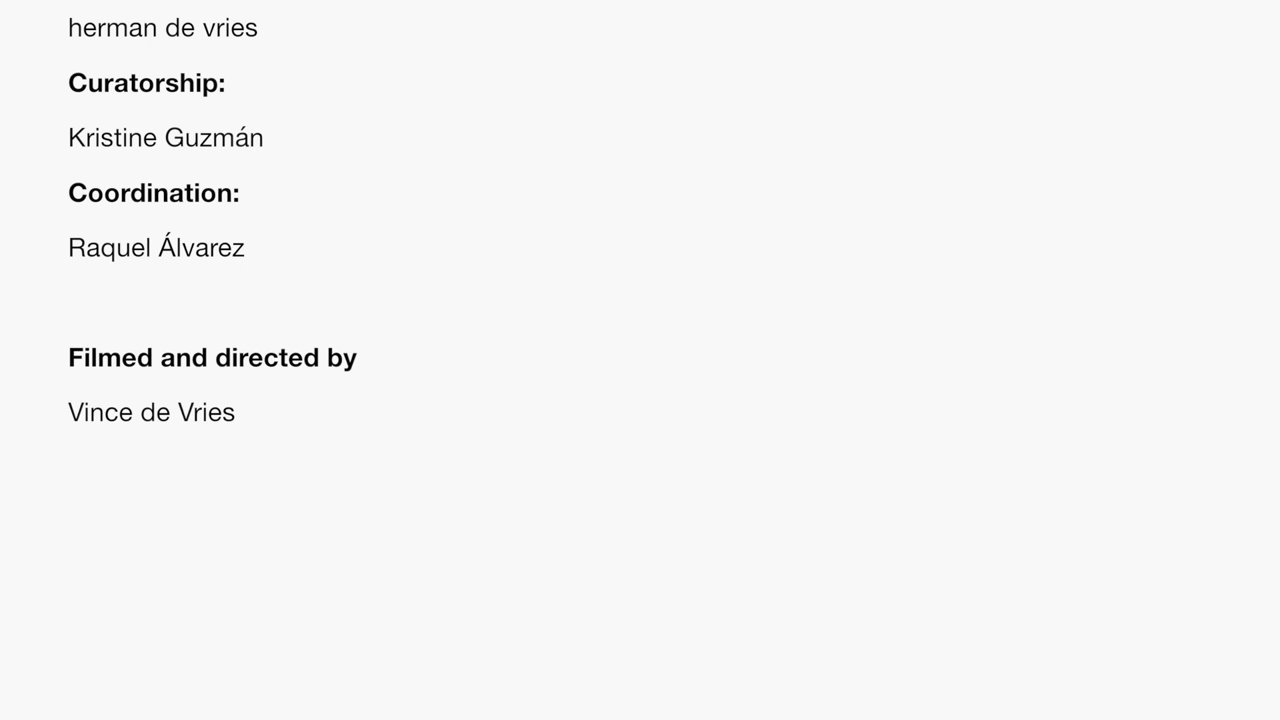 herman de vries
Curatorship:
Kristine Guzmán
Coordination:
Raquel Álvarez
Filmed and directed by
Vince de Vries